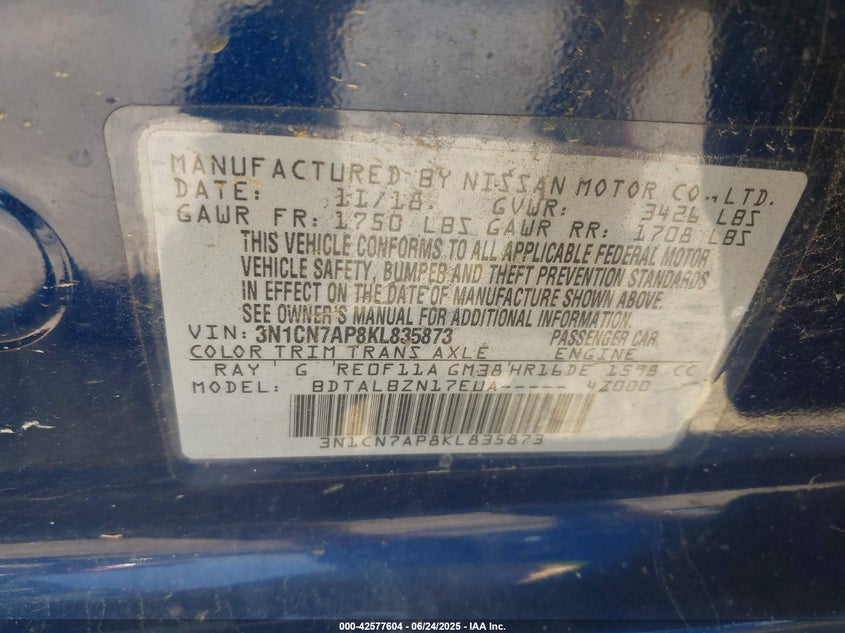 MANUFACTURED BY NISSAN MOTOR CO., LTD.
DATE: 11/18 GVWR: 3426 LBS
GAWR FR: 1750 LBS GAWR RR: 1708 LBS
THIS VEHICLE CONFORMS TO ALL APPLICABLE FEDERAL MOTOR
VEHICLE SAFETY, BUMPER AND THEFT PREVENTION STANDARDS
IN EFFECT ON THE DATE OF MANUFACTURE SHOWN ABOVE.
SEE OWNER'S MANUAL FOR ADDITIONAL INFORMATION
VIN: 3N1CN7AP8KL835873 PASSENGER CAR
COLOR TRIM TRANS AXLE ENGINE
RAY G RE0F11A GM38 HR16DE 1598 CC
MODEL: BDTALBZN17EUA----- 4Z000
3N1CN7AP8KL835873
000-42577604 - 06/24/2025 - IAA Inc.